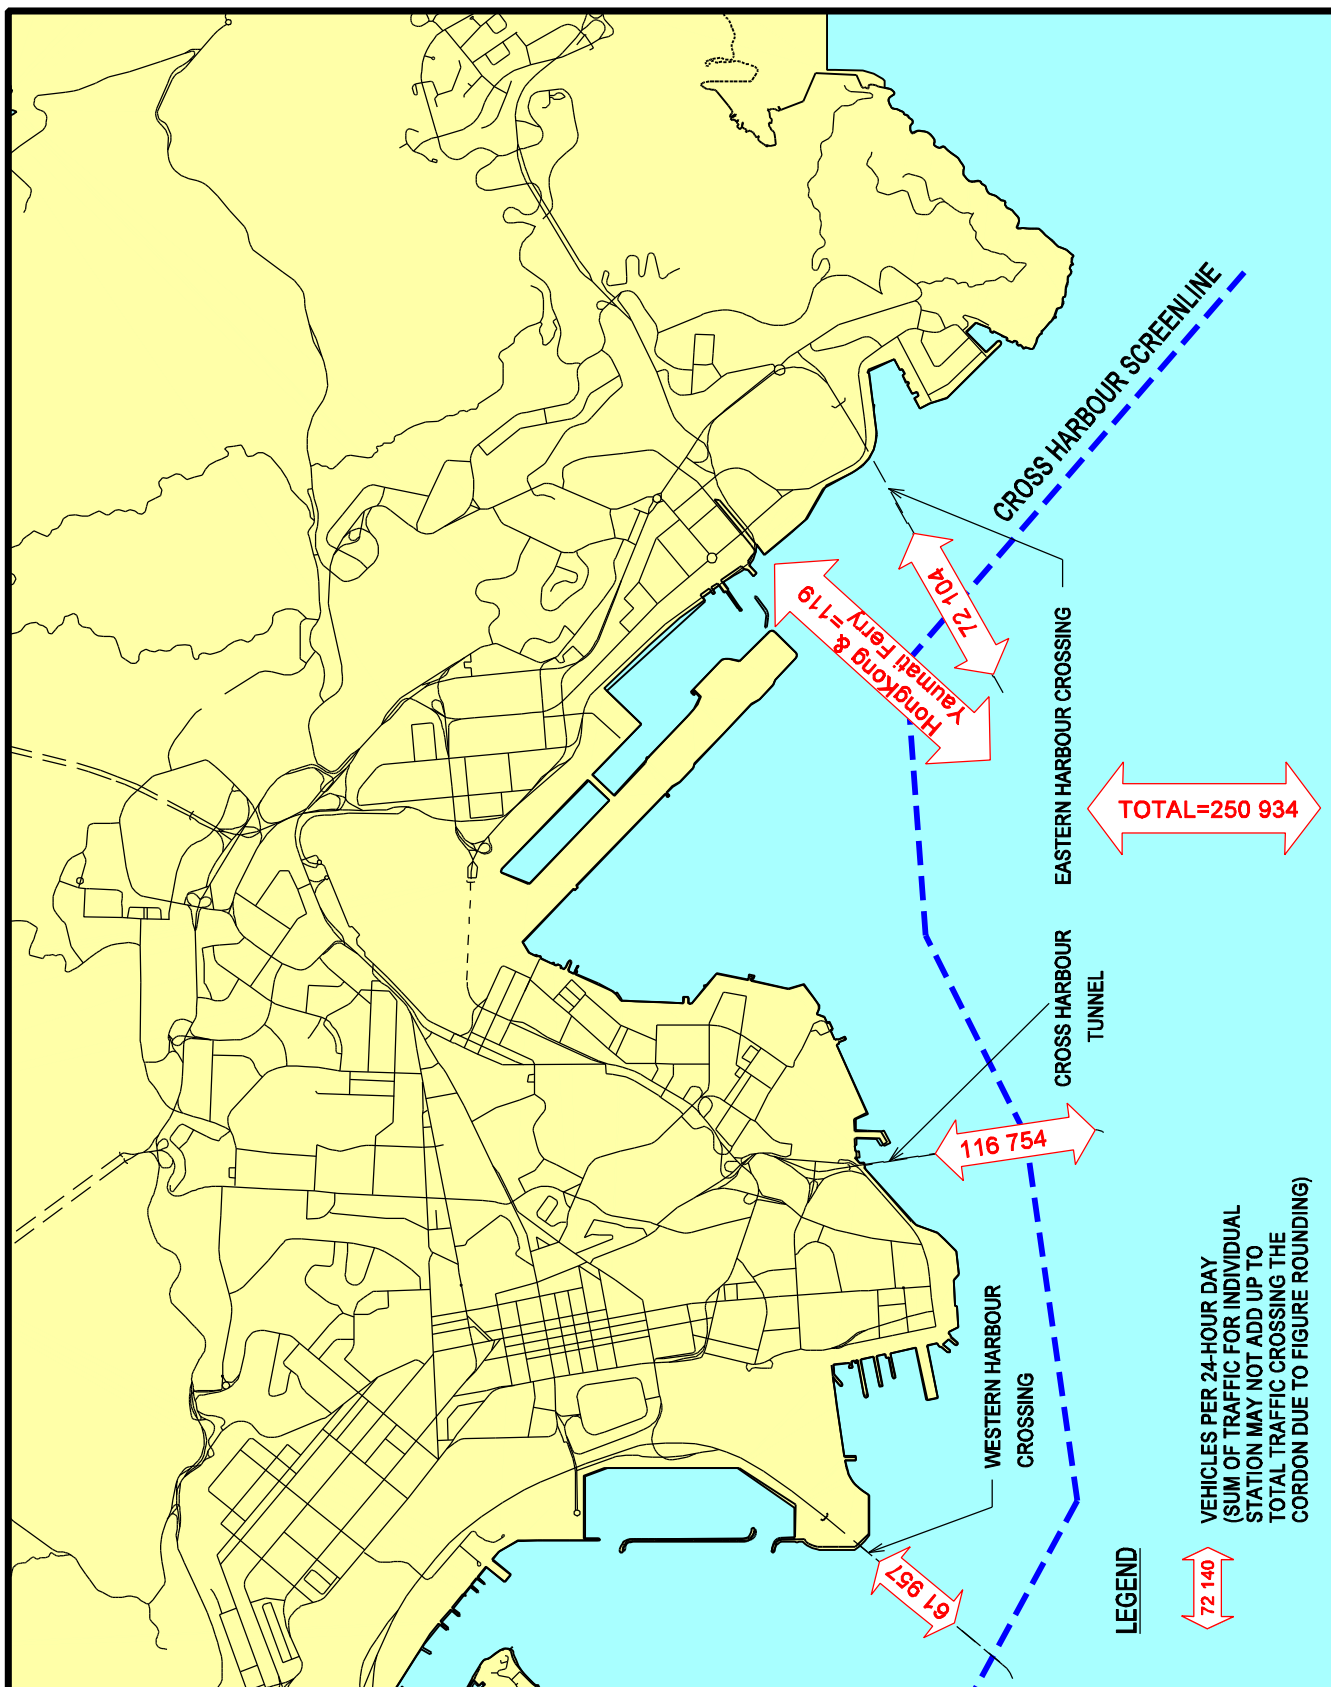 CROSS HARBOUR SCREENLINE
72 104
HongKong & =119
Yaumati Ferry
EASTERN HARBOUR CROSSING
TOTAL=250 934
CROSS HARBOUR
TUNNEL
116 754
WESTERN HARBOUR
CROSSING
61 957
LEGEND
72 140
VEHICLES PER 24-HOUR DAY
(SUM OF TRAFFIC FOR INDIVIDUAL
STATION MAY NOT ADD UP TO
TOTAL TRAFFIC CROSSING THE
CORDON DUE TO FIGURE ROUNDING)